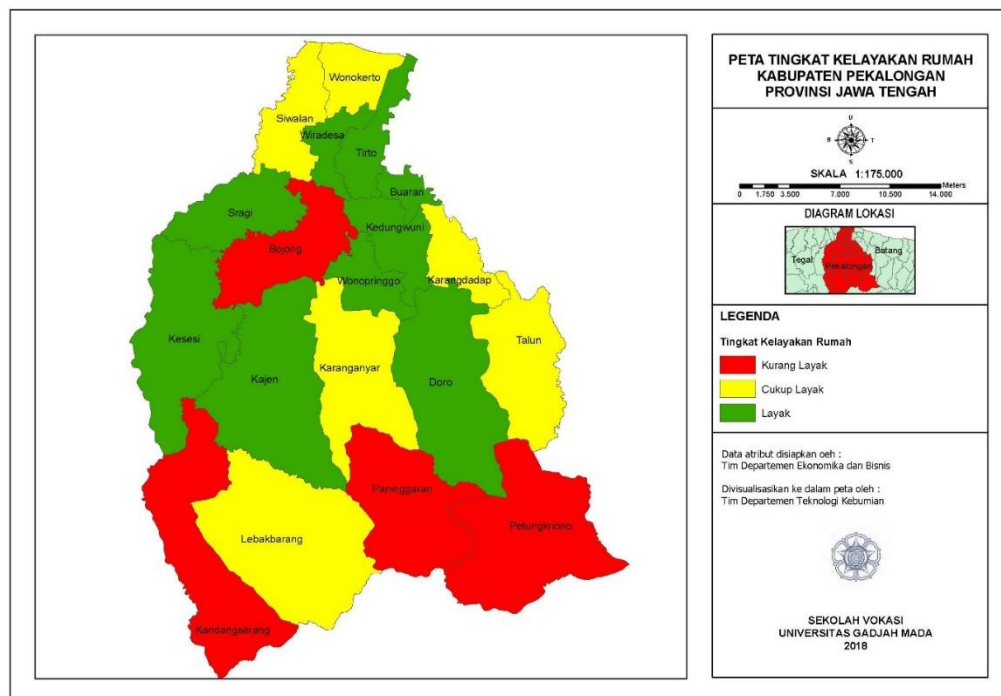 Wonokerto
Siwalan
Wiradesa
Tirto
Buaran
Sragi
Kedungwuni
Bojong
Karangdadap
Wonopringgo
Kesesi
Talun
Karanganyar
Kajen
Doro
Paninggaran
Petungkriono
Lebakbarang
Kandangserang
PETA TINGKAT KELAYAKAN RUMAH
KABUPATEN PEKALONGAN
PROVINSI JAWA TENGAH
U
B T
S
SKALA 1:175.000
Meters
0 1.750 3.500 7.000 10.500 14.000
DIAGRAM LOKASI
Tegal
Batang
Pekalongan
LEGENDA
Tingkat Kelayakan Rumah
Kurang Layak
Cukup Layak
Layak
Data atribut disiapkan oeh :
Tim Departemen Ekonomika dan Bisnis
Divisualisasikan ke dalam peta oleh :
Tim Departemen Teknologi Kebumian
SEKOLAH VOKASI
UNIVERSITAS GADJAH MADA
2018